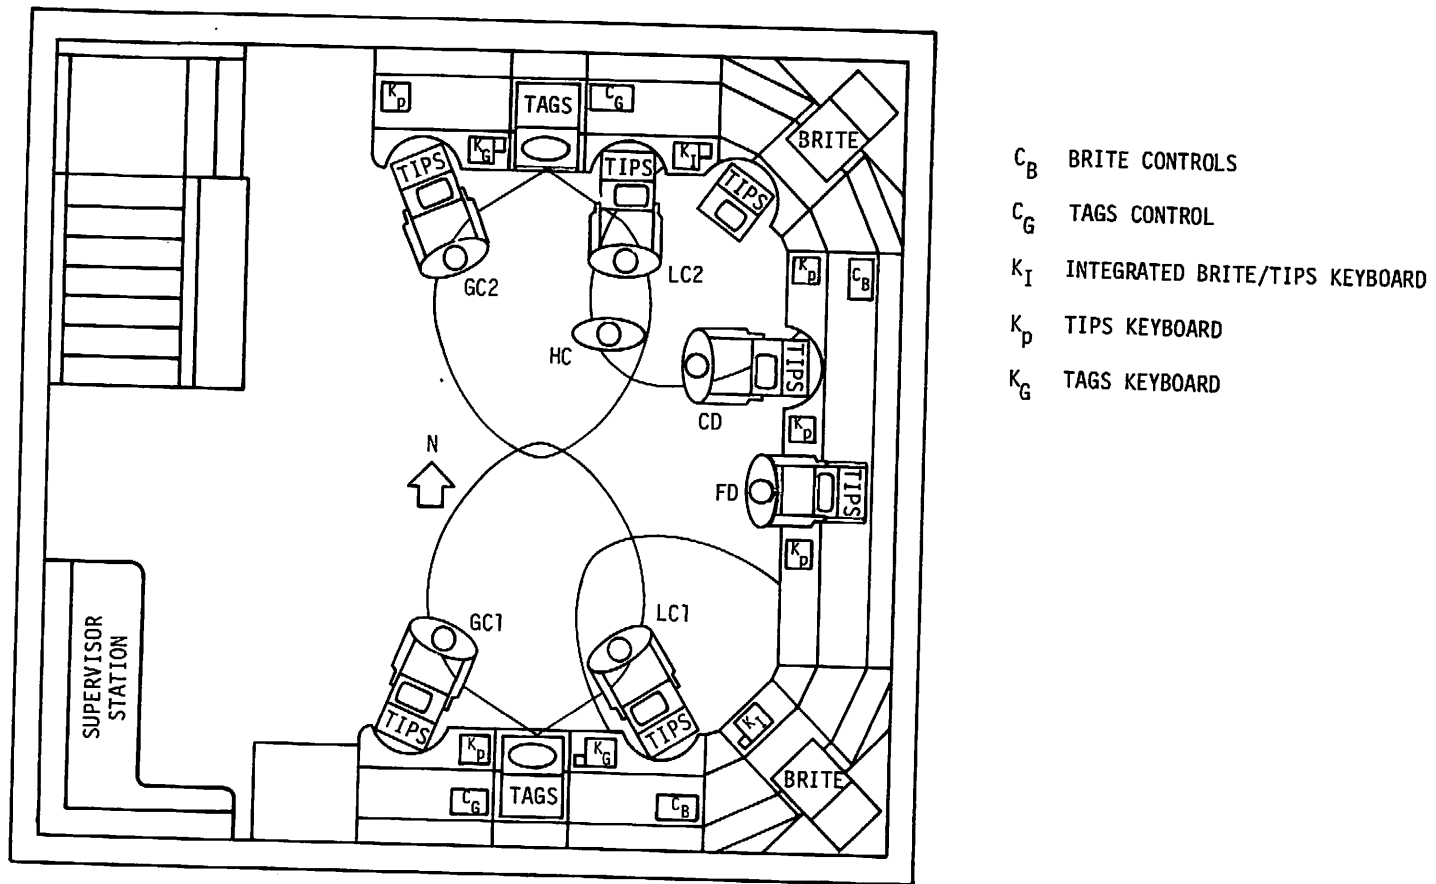 Kp
TAGS
CG
KG
KI
BRITE
TIPS
TIPS
TIPS
GC2
LC2
Kp
CB
HC
TIPS
CD
Kp
N
FD
TIPS
Kp
GC1
LC1
SUPERVISOR
STATION
TIPS
TIPS
KI
Kp
KG
BRITE
CG
TAGS
CB
CB BRITE CONTROLS
CG TAGS CONTROL
KI INTEGRATED BRITE/TIPS KEYBOARD
Kp TIPS KEYBOARD
KG TAGS KEYBOARD